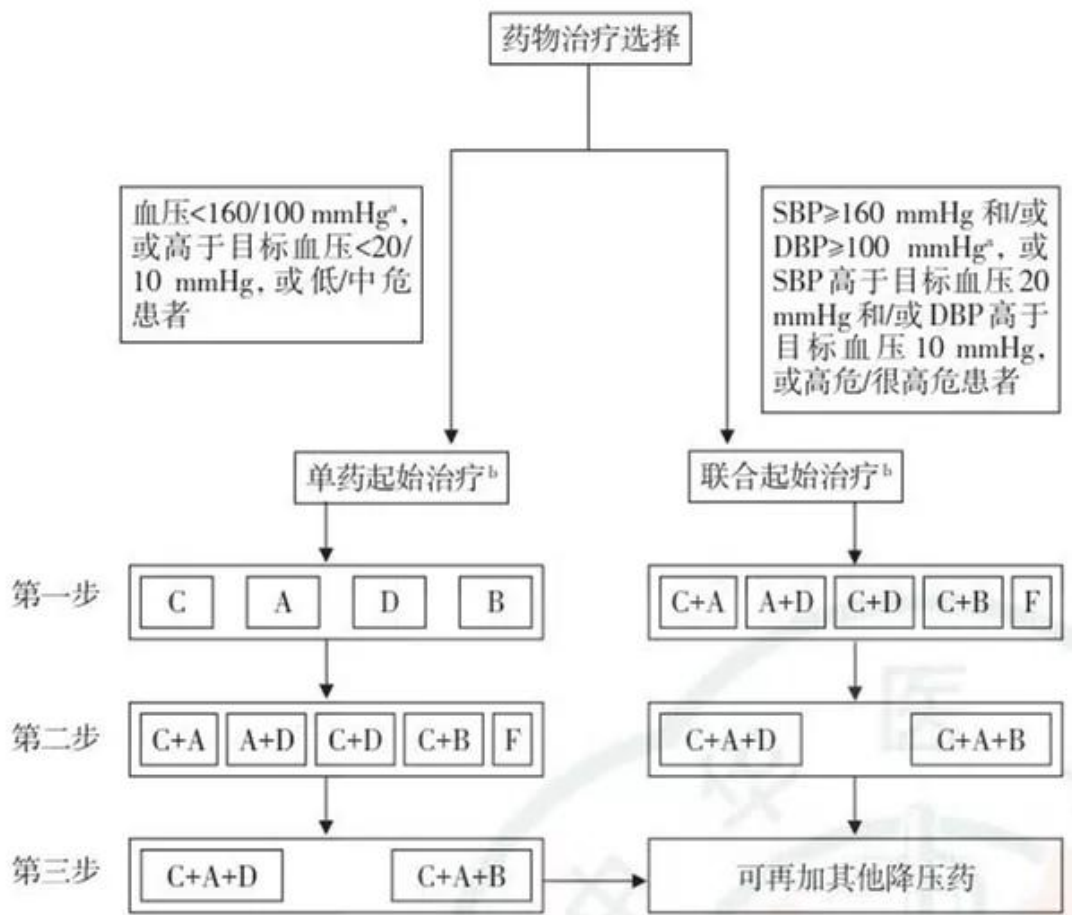 药物治疗选择
血压<160/100 mmHgᵃ,
或高于目标血压<20/
10 mmHg, 或低/中危
患者
SBP≥160 mmHg 和/或
DBP≥100 mmHgᵃ, 或
SBP 高于目标血压 20
mmHg 和/或 DBP 高于
目标血压 10 mmHg,
或高危/很高危患者
单药起始治疗ᵇ
联合起始治疗ᵇ
第一步
C A D B
C+A A+D C+D C+B F
第二步
C+A A+D C+D C+B F
C+A+D C+A+B
第三步
C+A+D C+A+B
可再加其他降压药
医